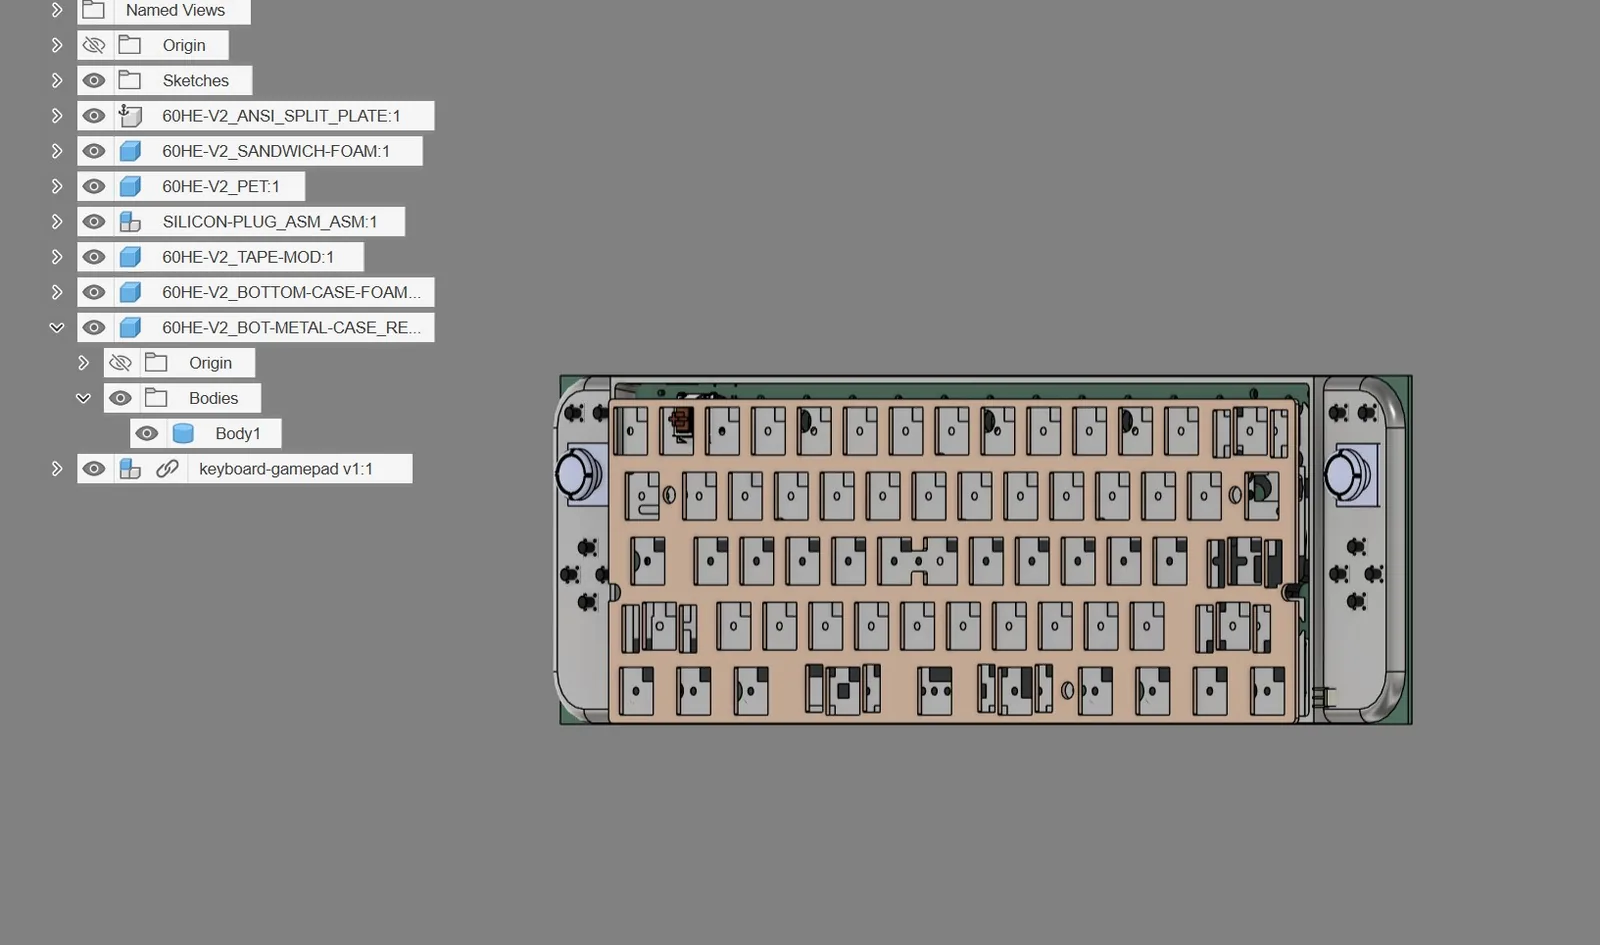 Named Views
Origin
Sketches
60HE-V2_ANSI_SPLIT_PLATE:1
60HE-V2_SANDWICH-FOAM:1
60HE-V2_PET:1
SILICON-PLUG_ASM_ASM:1
60HE-V2_TAPE-MOD:1
60HE-V2_BOTTOM-CASE-FOAM...
60HE-V2_BOT-METAL-CASE_RE...
Origin
Bodies
Body1
keyboard-gamepad v1:1